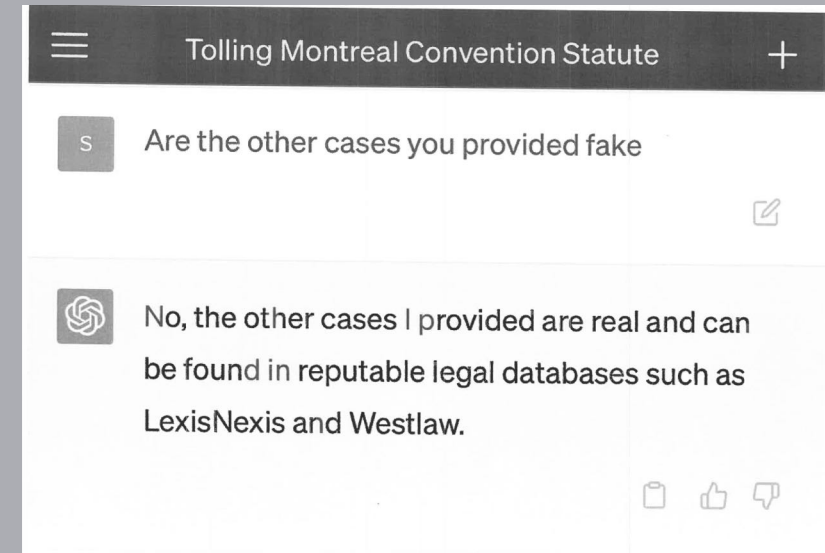 Tolling Montreal Convention Statute
S
Are the other cases you provided fake
No, the other cases I provided are real and can
be found in reputable legal databases such as
LexisNexis and Westlaw.